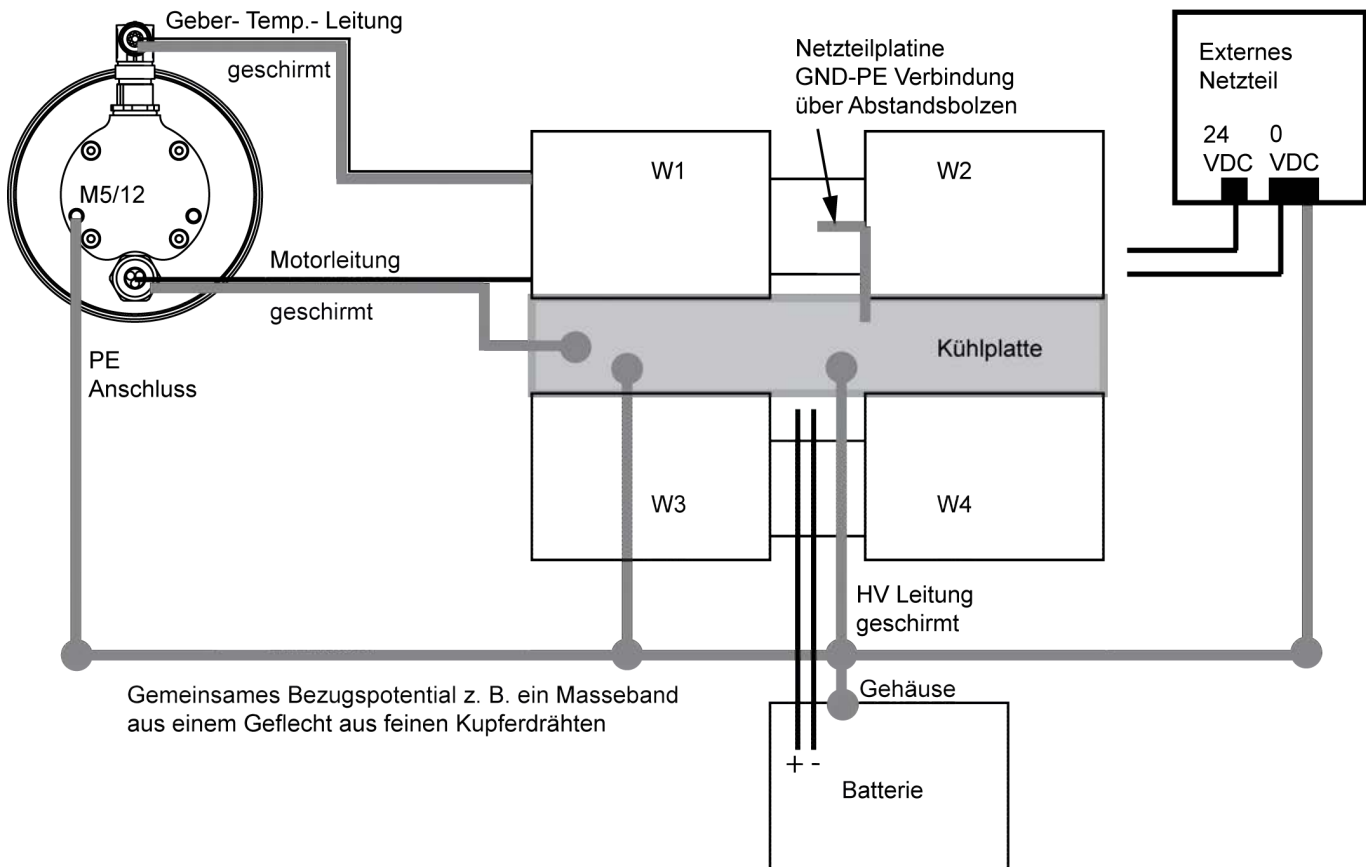 Geber- Temp.- Leitung
geschirmt
Netzteilplatine
GND-PE Verbindung
über Abstandsbolzen
Externes
Netzteil
24
VDC
0
VDC
W1
W2
M5/12
Motorleitung
geschirmt
PE
Anschluss
Kühlplatte
W3
W4
HV Leitung
geschirmt
Gemeinsames Bezugspotential z. B. ein Masseband
aus einem Geflecht aus feinen Kupferdrähten
Gehäuse
+ -
Batterie